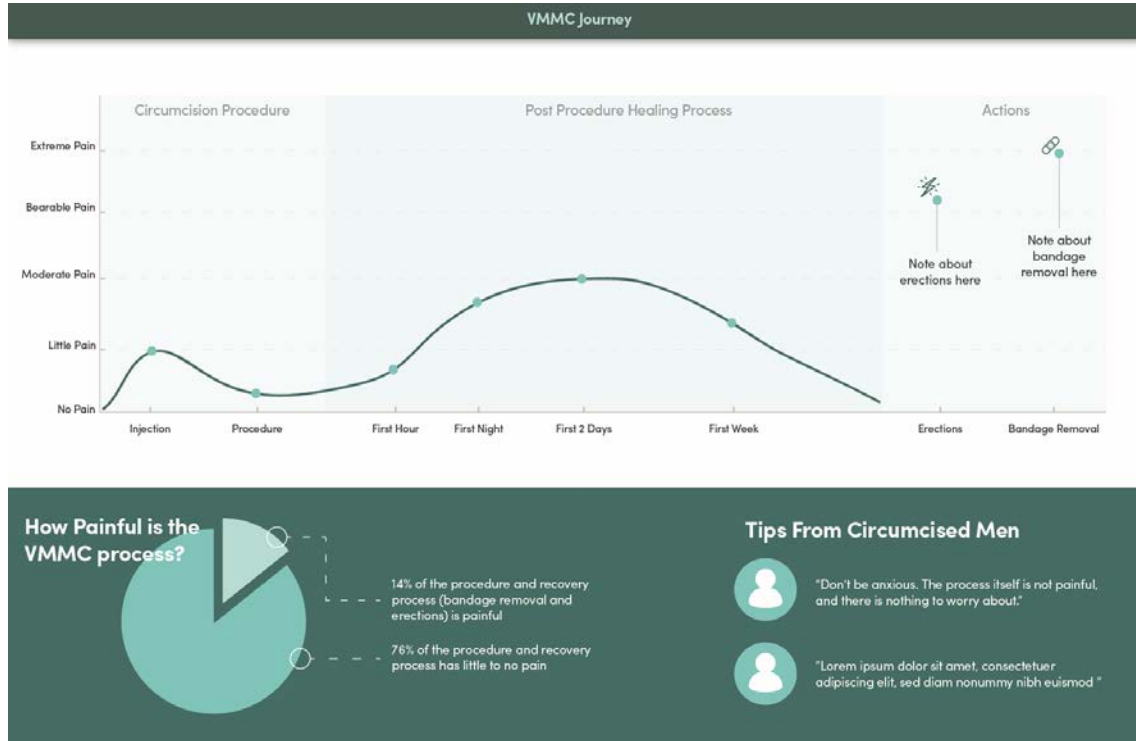 VMMC Journey
Circumcision Procedure
Post Procedure Healing Process
Actions
Extreme Pain
Bearable Pain
Moderate Pain
Little Pain
No Pain
Note about
erections here
Note about
bandage
removal here
Injection
Procedure
First Hour
First Night
First 2 Days
First Week
Erections
Bandage Removal
How Painful is the
VMMC process?
14% of the procedure and recovery
process (bandage removal and
erections) is painful
76% of the procedure and recovery
process has little to no pain
Tips From Circumcised Men
"Don't be anxious. The process itself is not painful,
and there is nothing to worry about."
"Lorem ipsum dolor sit amet, consectetuer
adipiscing elit, sed diam nonummy nibh euismod "